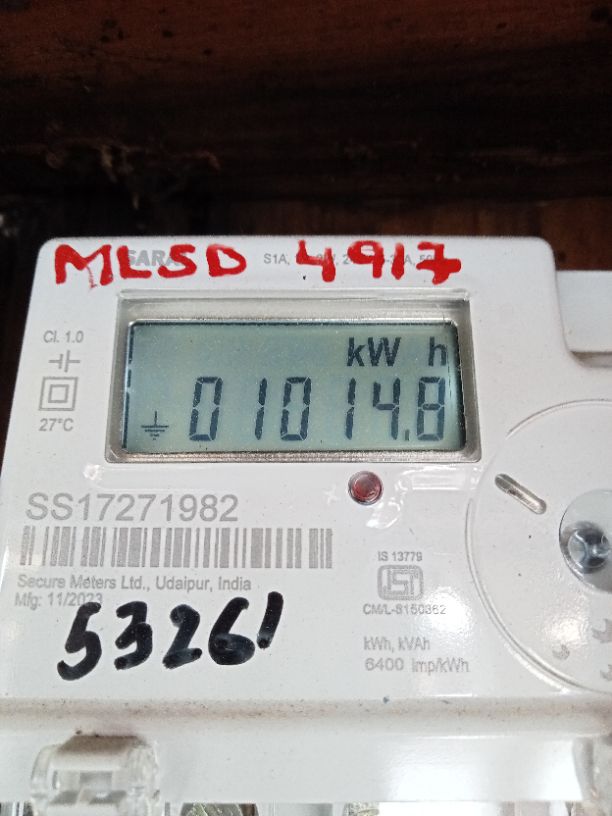 MLSD 4917
Cl. 1.0
27°C
kW h
01014.8
SS17271982
IS 13779
Secure Meters Ltd., Udaipur, India
Mfg: 11/2023
CM/L-8150362
53261
kWh, kVAh
6400 imp/kWh